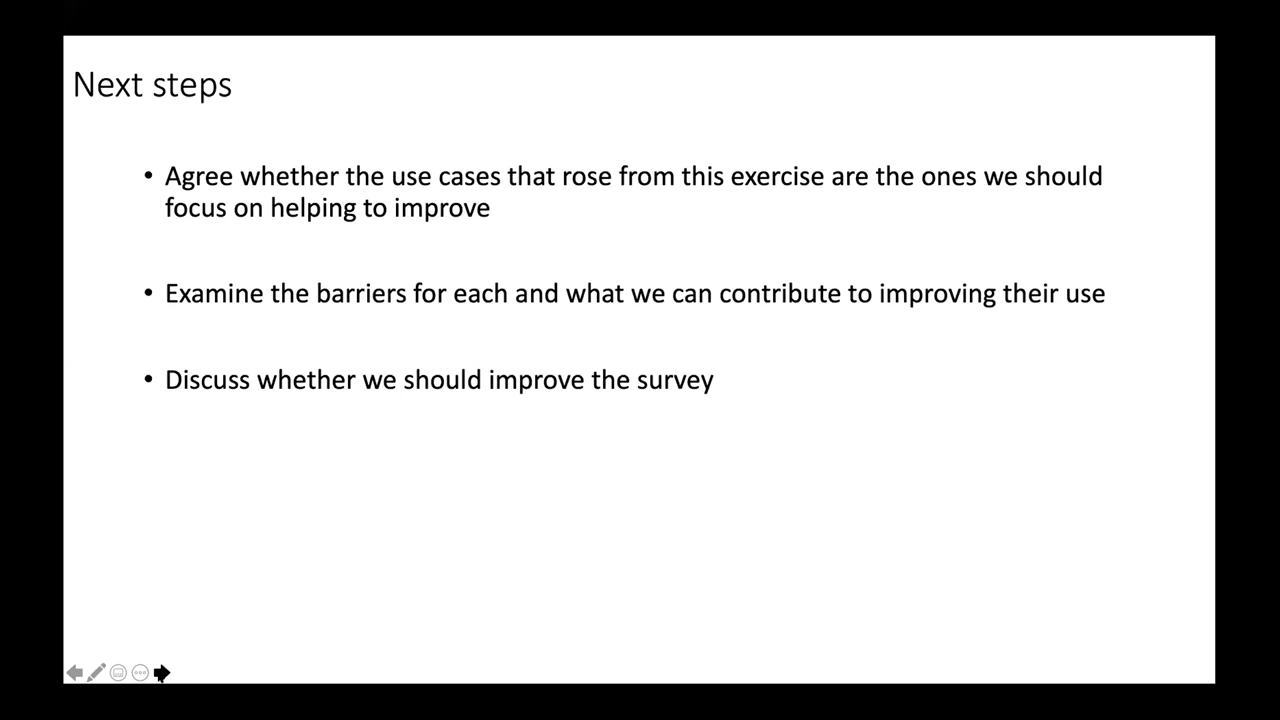 Next steps
• Agree whether the use cases that rose from this exercise are the ones we should
focus on helping to improve
• Examine the barriers for each and what we can contribute to improving their use
• Discuss whether we should improve the survey